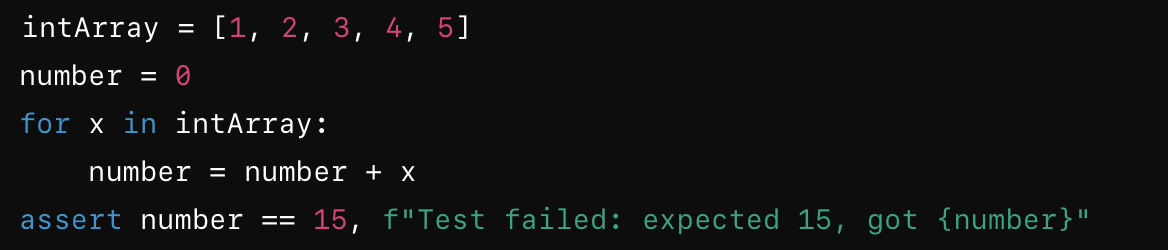 intArray = [1, 2, 3, 4, 5]
number = 0
for x in intArray:
    number = number + x
assert number == 15, f"Test failed: expected 15, got {number}"